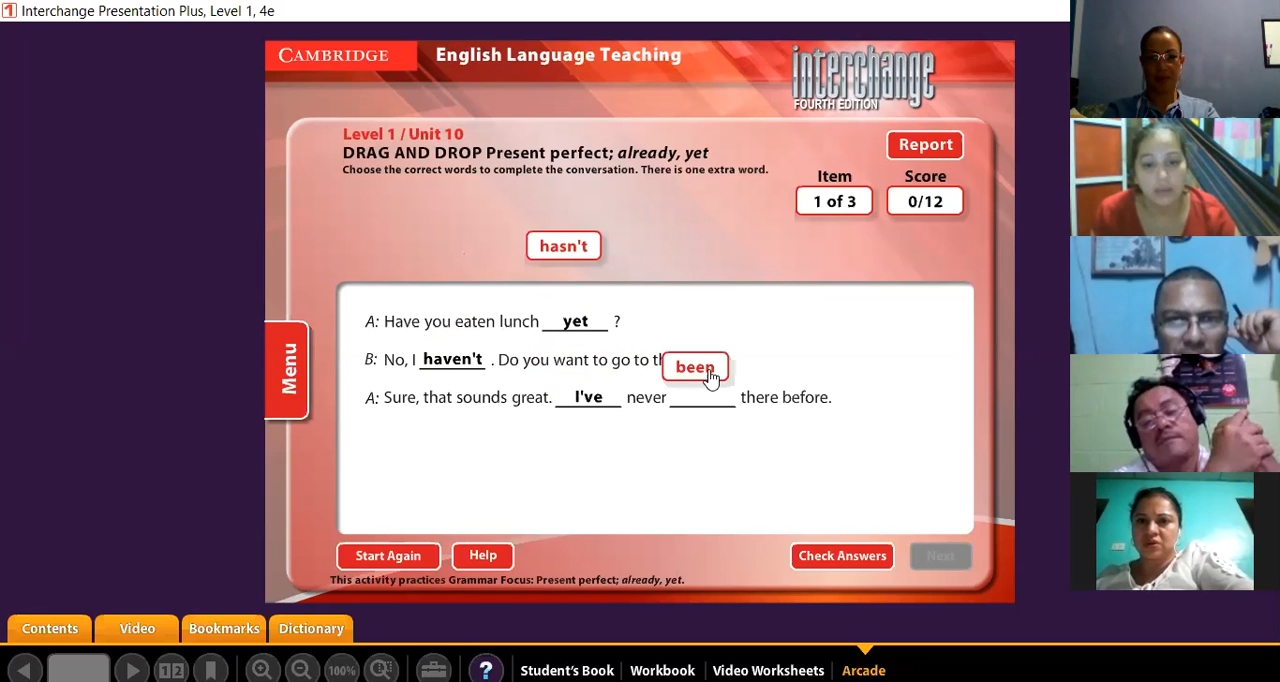 1 Interchange Presentation Plus, Level 1, 4e
CAMBRIDGE English Language Teaching
interchange
FOURTH EDITION
Level 1 / Unit 10
DRAG AND DROP Present perfect; already, yet
Choose the correct words to complete the conversation. There is one extra word.
Report
Item Score
1 of 3 0/12
hasn't
A: Have you eaten lunch yet ?
B: No, I haven't . Do you want to go to th
been
A: Sure, that sounds great. I've never ______ there before.
Menu
Start Again Help Check Answers Next
This activity practices Grammar Focus: Present perfect; already, yet.
Contents Video Bookmarks Dictionary
1 2 100% ? Student's Book Workbook Video Worksheets Arcade